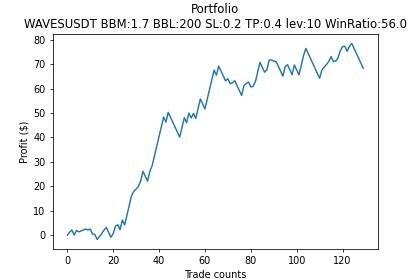 Portfolio
WAVESUSDT BBM:1.7 BBL:200 SL:0.2 TP:0.4 lev:10 WinRatio:56.0
80
70
60
50
40
30
20
10
0
Profit ($)
0 20 40 60 80 100 120
Trade counts